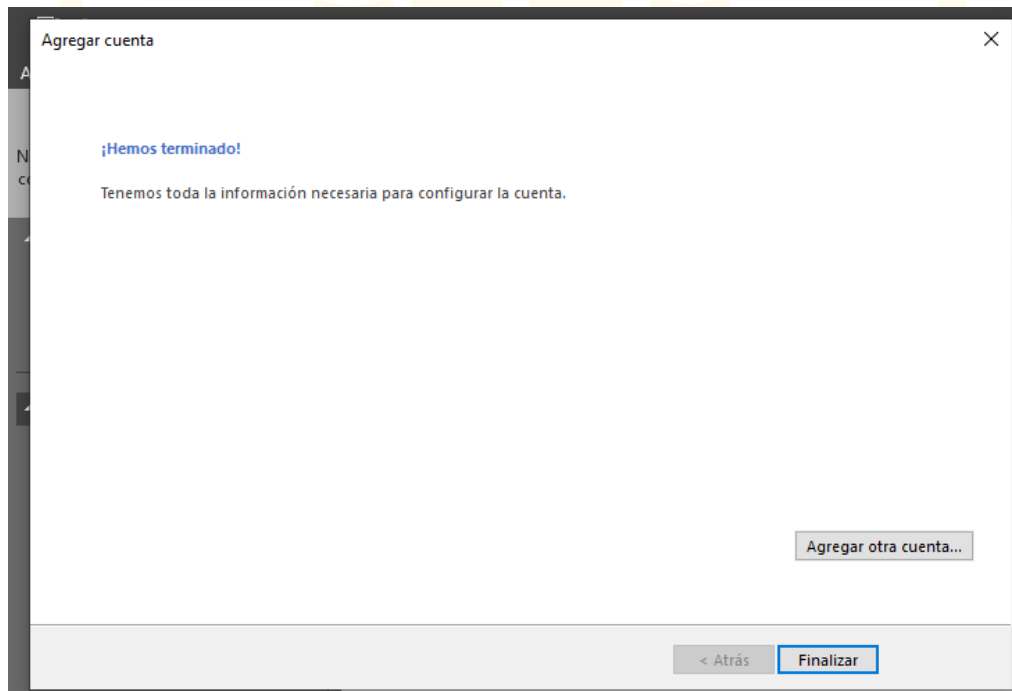 Agregar cuenta
¡Hemos terminado!
Tenemos toda la información necesaria para configurar la cuenta.
Agregar otra cuenta...
< Atrás
Finalizar